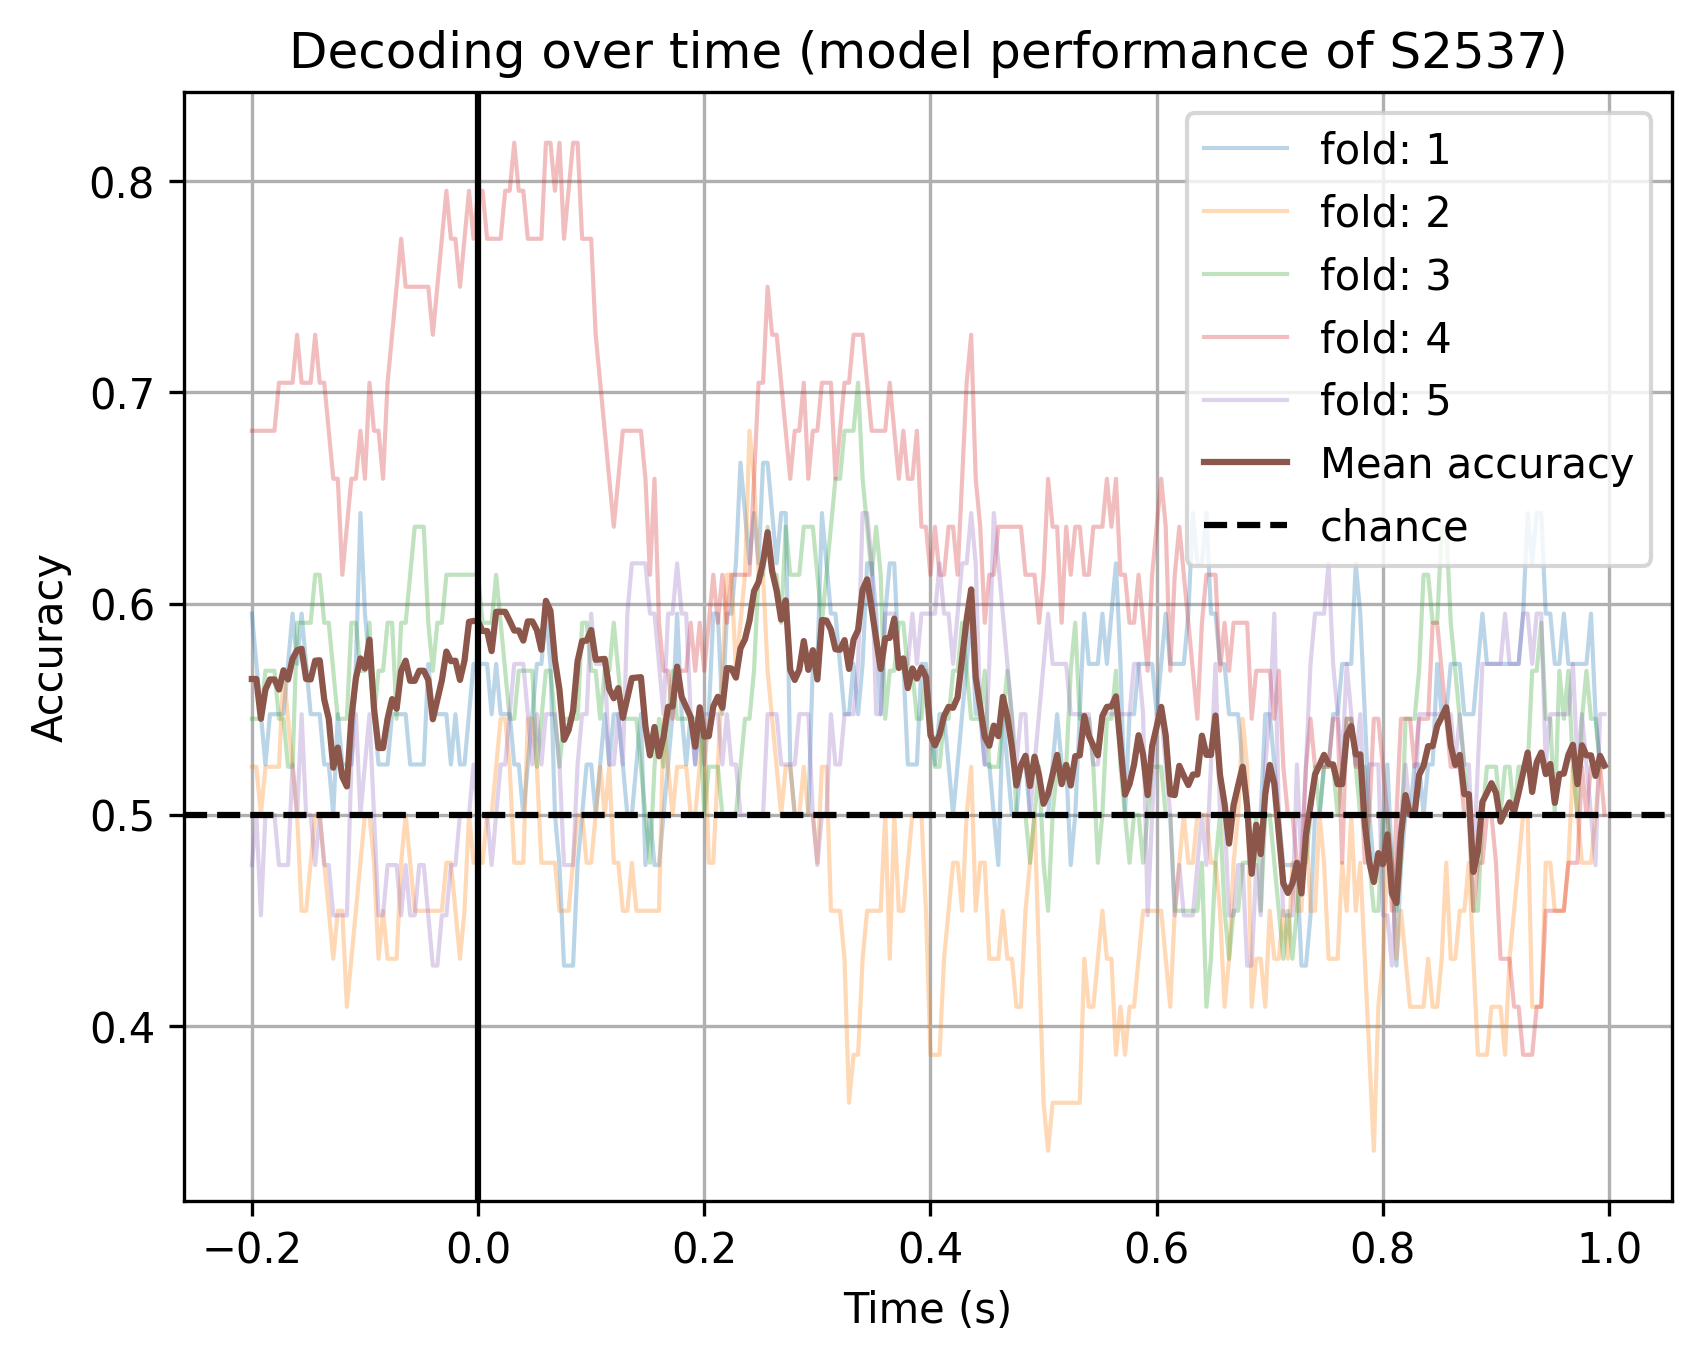 Decoding over time (model performance of S2537)
fold: 1
fold: 2
fold: 3
fold: 4
fold: 5
Mean accuracy
chance
Accuracy
0.8
0.7
0.6
0.5
0.4
−0.2 0.0 0.2 0.4 0.6 0.8 1.0
Time (s)